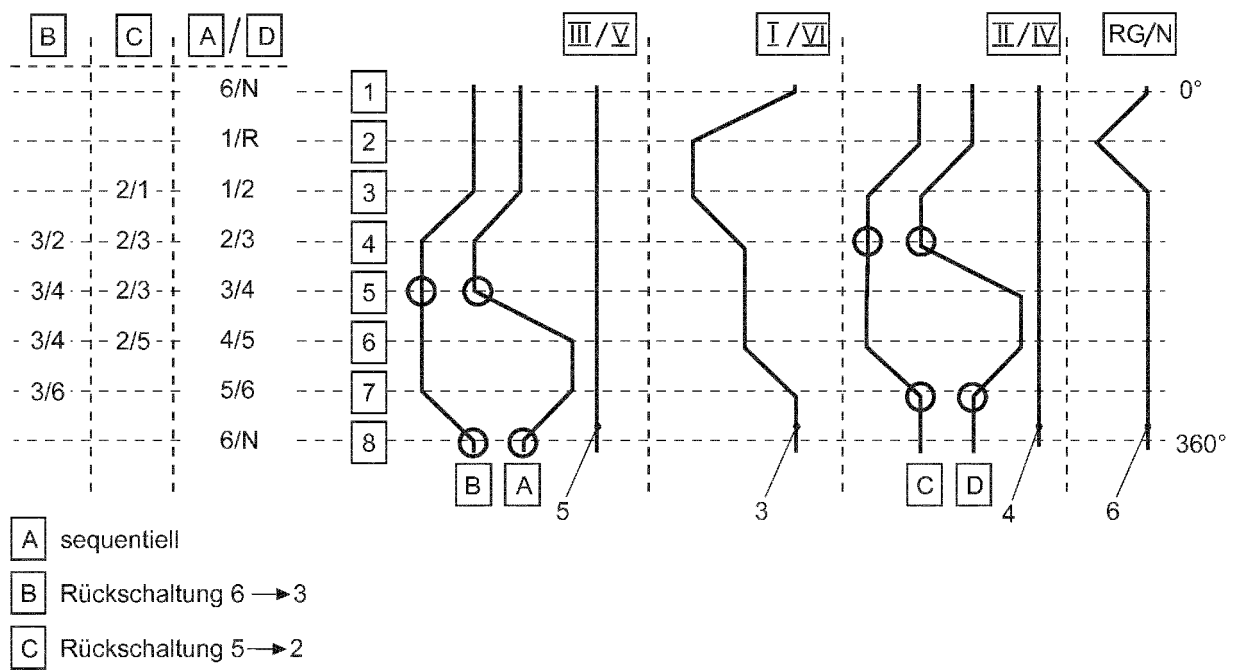 B C A/D III/V I/VI II/IV RG/N
6/N 1 0°
1/R 2
2/1 1/2 3
3/2 2/3 2/3 4
3/4 2/3 3/4 5
3/4 2/5 4/5 6
3/6 5/6 7
6/N 8 360°
B A C D
5 3 4 6
A sequentiell
B Rückschaltung 6→3
C Rückschaltung 5→2